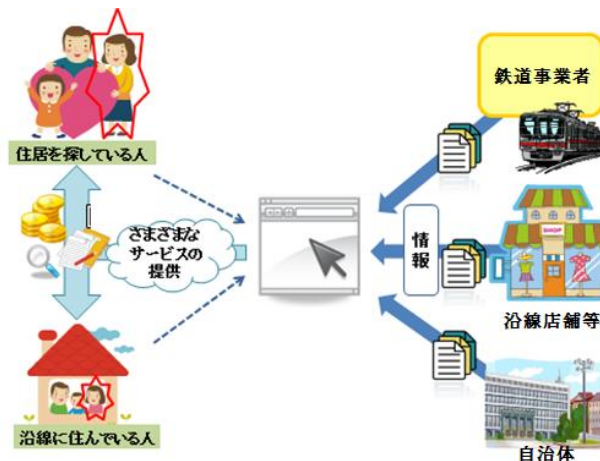 鉄道事業者
住居を探している人
さまざまな
サービスの
提供
情
報
SHOP
沿線店舗等
沿線に住んでいる人
自治体